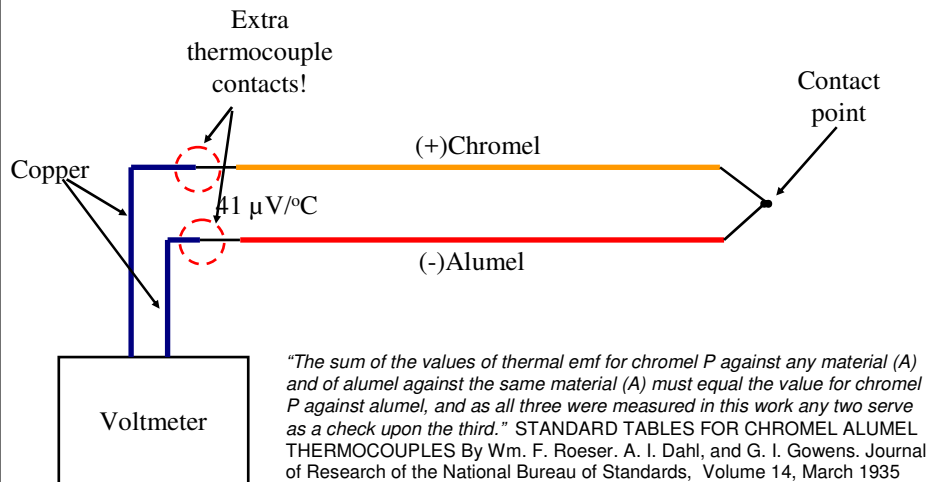 Extra
thermocouple
contacts!
Contact
point
(+)Chromel
Copper
41 µV/°C
(-)Alumel
Voltmeter
“The sum of the values of thermal emf for chromel P against any material (A)
and of alumel against the same material (A) must equal the value for chromel
P against alumel, and as all three were measured in this work any two serve
as a check upon the third.” STANDARD TABLES FOR CHROMEL ALUMEL
THERMOCOUPLES By Wm. F. Roeser. A. I. Dahl, and G. I. Gowens. Journal
of Research of the National Bureau of Standards, Volume 14, March 1935